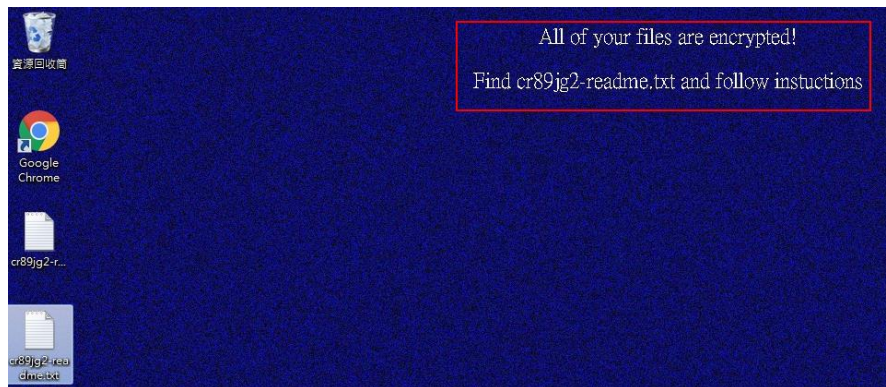 資源回收筒
All of your files are encrypted!
Find cr89jg2-readme.txt and follow instuctions
Google
Chrome
cr89jg2-r...
cr89jg2-rea
dme.txt